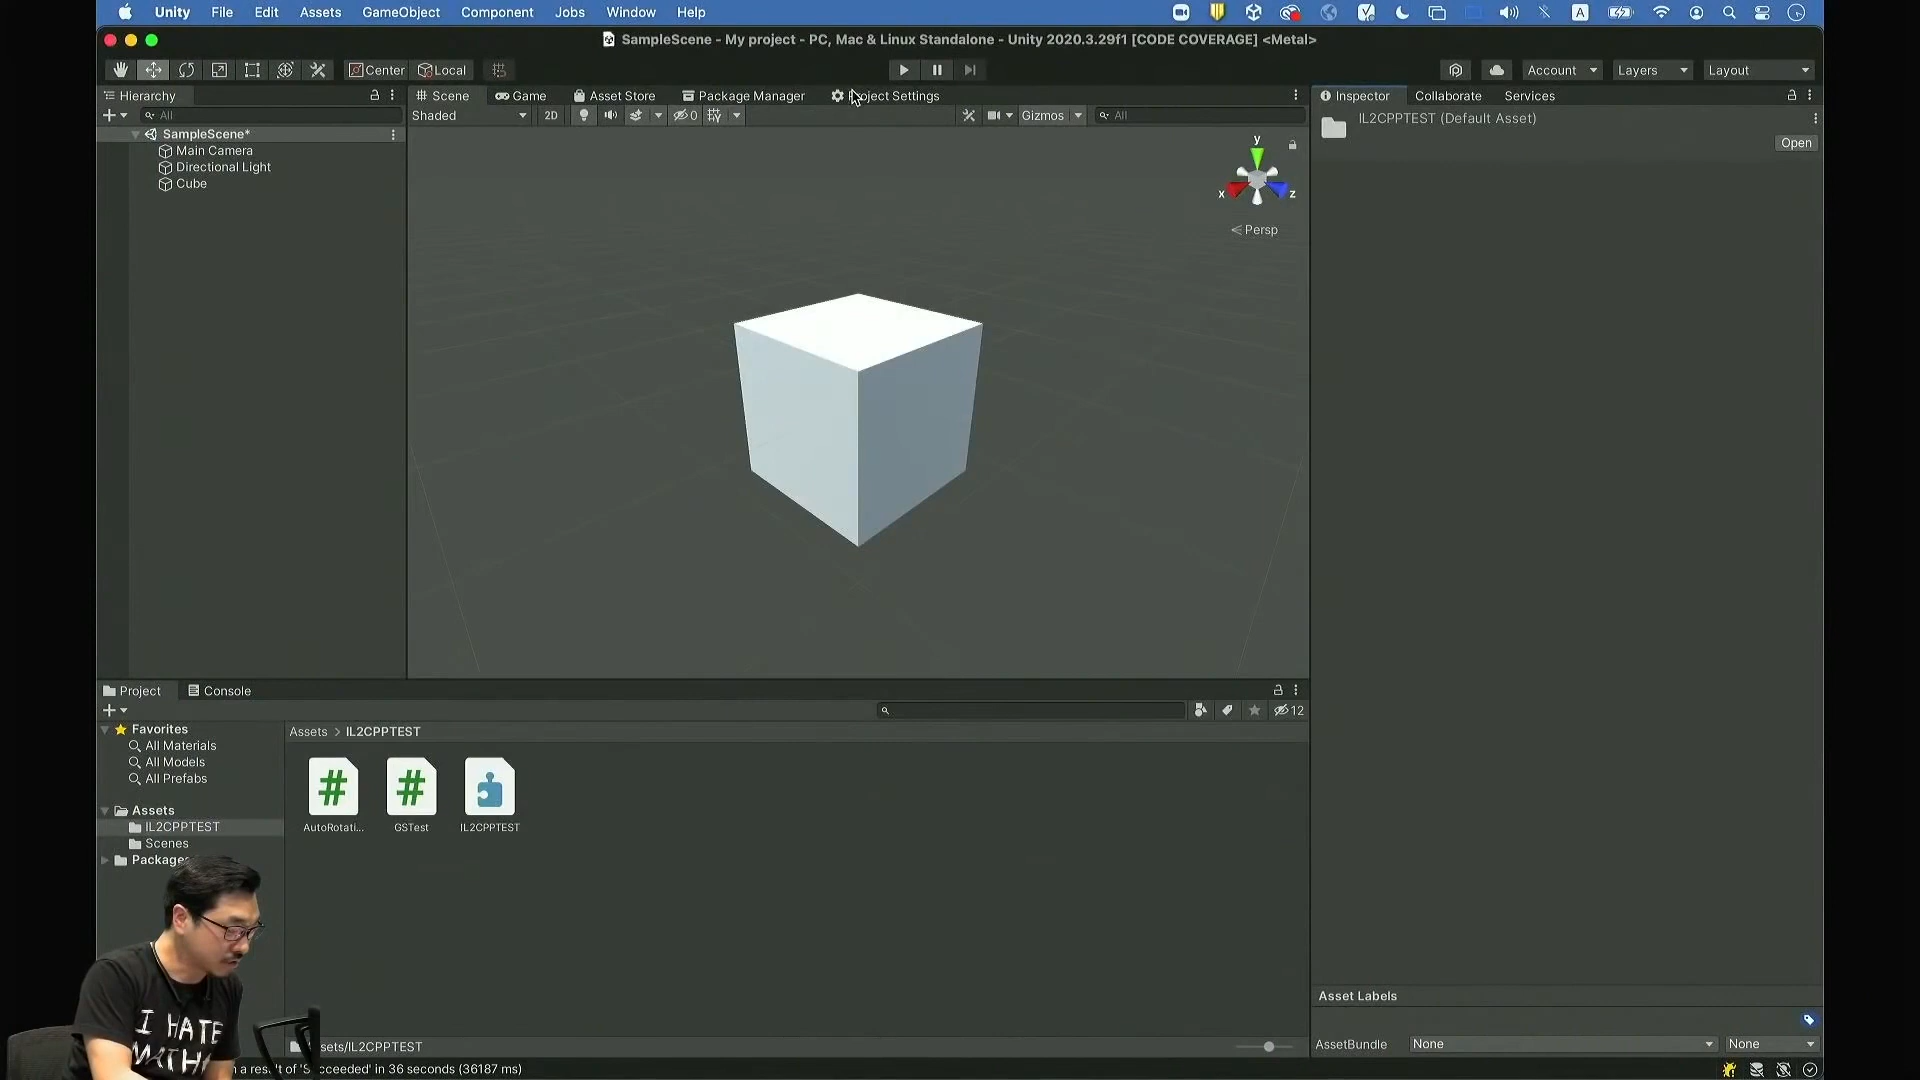 Unity File Edit Assets GameObject Component Jobs Window Help
SampleScene - My project - PC, Mac & Linux Standalone - Unity 2020.3.29f1 [CODE COVERAGE] <Metal>
Center Local
Account Layers Layout
Hierarchy
All
SampleScene*
Main Camera
Directional Light
Cube
Scene Game Asset Store Package Manager Project Settings
Shaded 2D 0 Gizmos All
y
x z
Persp
Inspector Collaborate Services
IL2CPPTEST (Default Asset)
Open
Project Console
12
Favorites
All Materials
All Models
All Prefabs
Assets
IL2CPPTEST
Scenes
Assets > IL2CPPTEST
AutoRotati... GSTest IL2CPPTEST
I HATE
Asset Labels
AssetBundle None None
in 36 seconds (36187 ms)